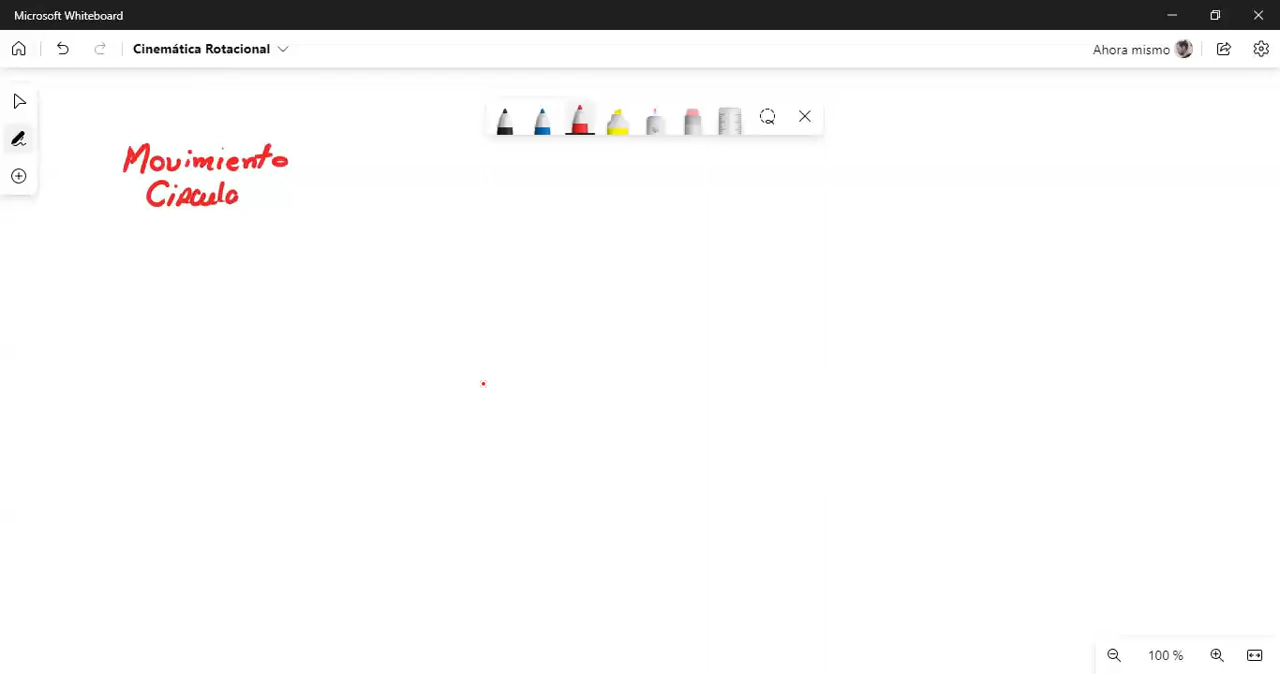 Microsoft Whiteboard
Cinemática Rotacional
Ahora mismo
Movimiento
Circulo
100 %